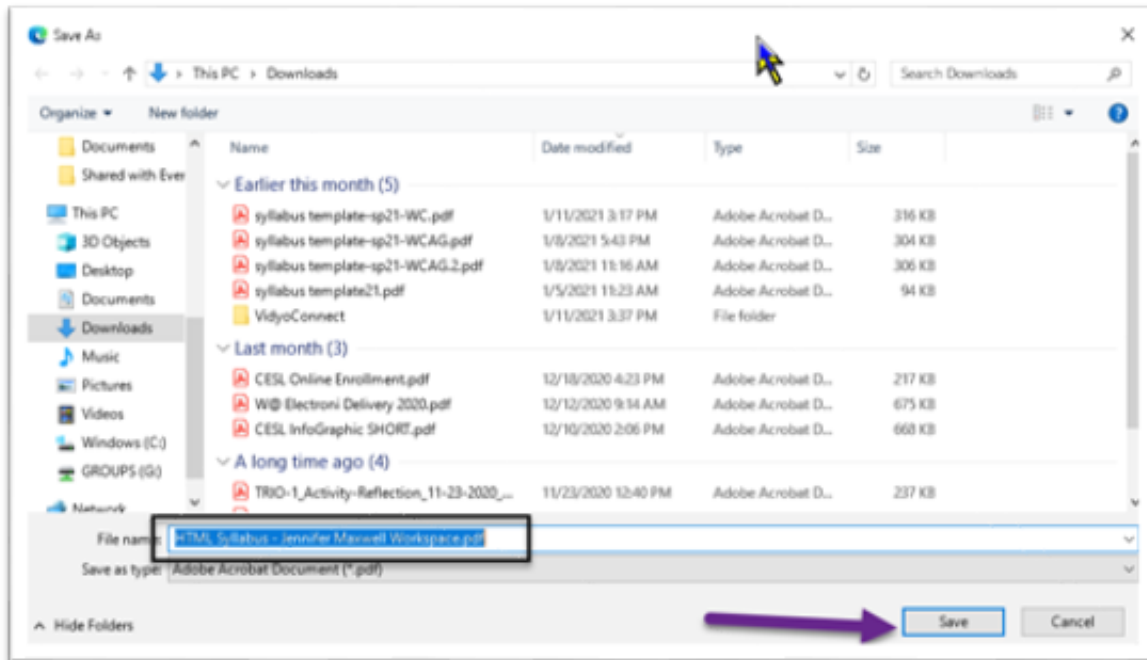 Save As
This PC > Downloads
Search Downloads
Organize
New folder
Documents
Shared with Ever
This PC
3D Objects
Desktop
Documents
Downloads
Music
Pictures
Videos
Windows (C:)
GROUPS (G:)
Network
Name Date modified Type Size
Earlier this month (5)
syllabus template-sp21-WC.pdf 1/11/2021 3:17 PM Adobe Acrobat D... 316 KB
syllabus template-sp21-WCAG.pdf 1/8/2021 5:43 PM Adobe Acrobat D... 304 KB
syllabus template-sp21-WCAG.2.pdf 1/8/2021 11:16 AM Adobe Acrobat D... 306 KB
syllabus template21.pdf 1/5/2021 11:23 AM Adobe Acrobat D... 94 KB
VidyoConnect 1/11/2021 3:37 PM File folder
Last month (3)
CESL Online Enrollment.pdf 12/18/2020 4:23 PM Adobe Acrobat D... 217 KB
W@ Electroni Delivery 2020.pdf 12/12/2020 9:14 AM Adobe Acrobat D... 675 KB
CESL InfoGraphic SHORT.pdf 12/10/2020 2:06 PM Adobe Acrobat D... 668 KB
A long time ago (4)
TRIO-1_Activity-Reflection_11-23-2020_... 11/23/2020 12:40 PM Adobe Acrobat D... 237 KB
File name: HTML Syllabus - Jennifer Maxwell Workspace.pdf
Save as type: Adobe Acrobat Document (*.pdf)
Hide Folders
Save
Cancel